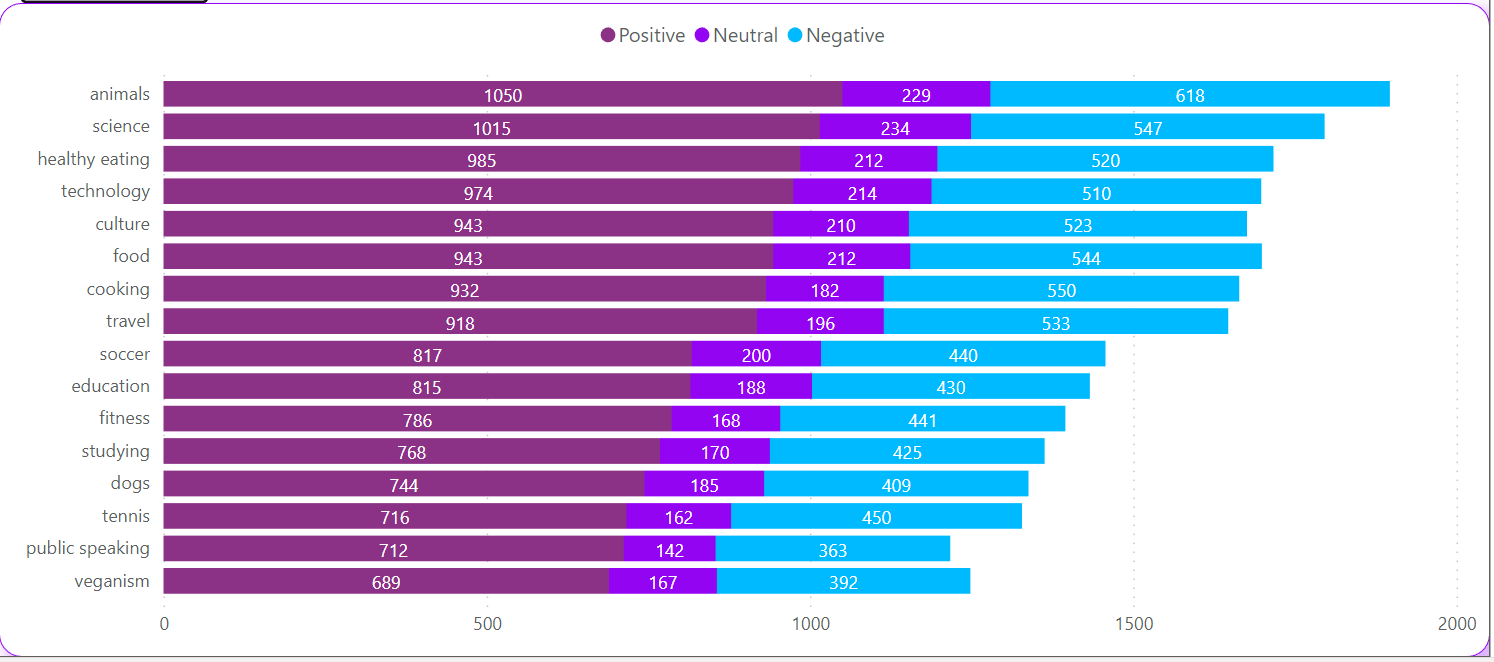 Positive Neutral Negative
animals 1050 229 618
science 1015 234 547
healthy eating 985 212 520
technology 974 214 510
culture 943 210 523
food 943 212 544
cooking 932 182 550
travel 918 196 533
soccer 817 200 440
education 815 188 430
fitness 786 168 441
studying 768 170 425
dogs 744 185 409
tennis 716 162 450
public speaking 712 142 363
veganism 689 167 392
0 500 1000 1500 2000